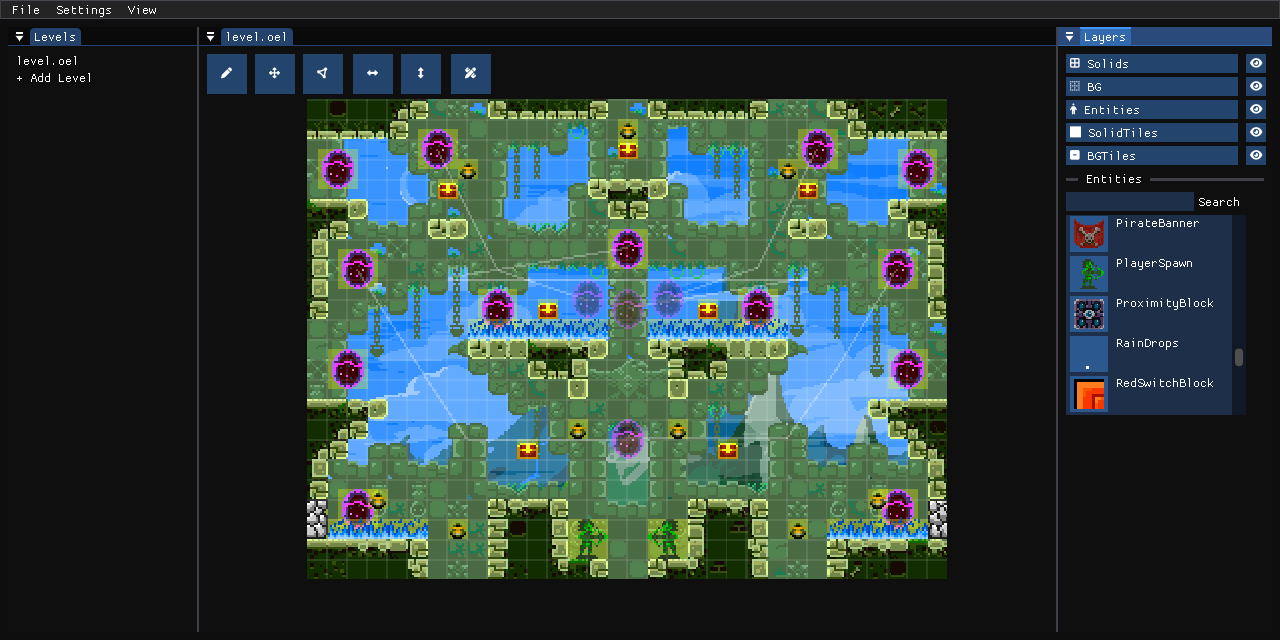 File Settings View
Levels
level.oel
+ Add Level
level.oel
Layers
Solids
BG
Entities
SolidTiles
BGTiles
Entities
Search
PirateBanner
PlayerSpawn
ProximityBlock
RainDrops
RedSwitchBlock